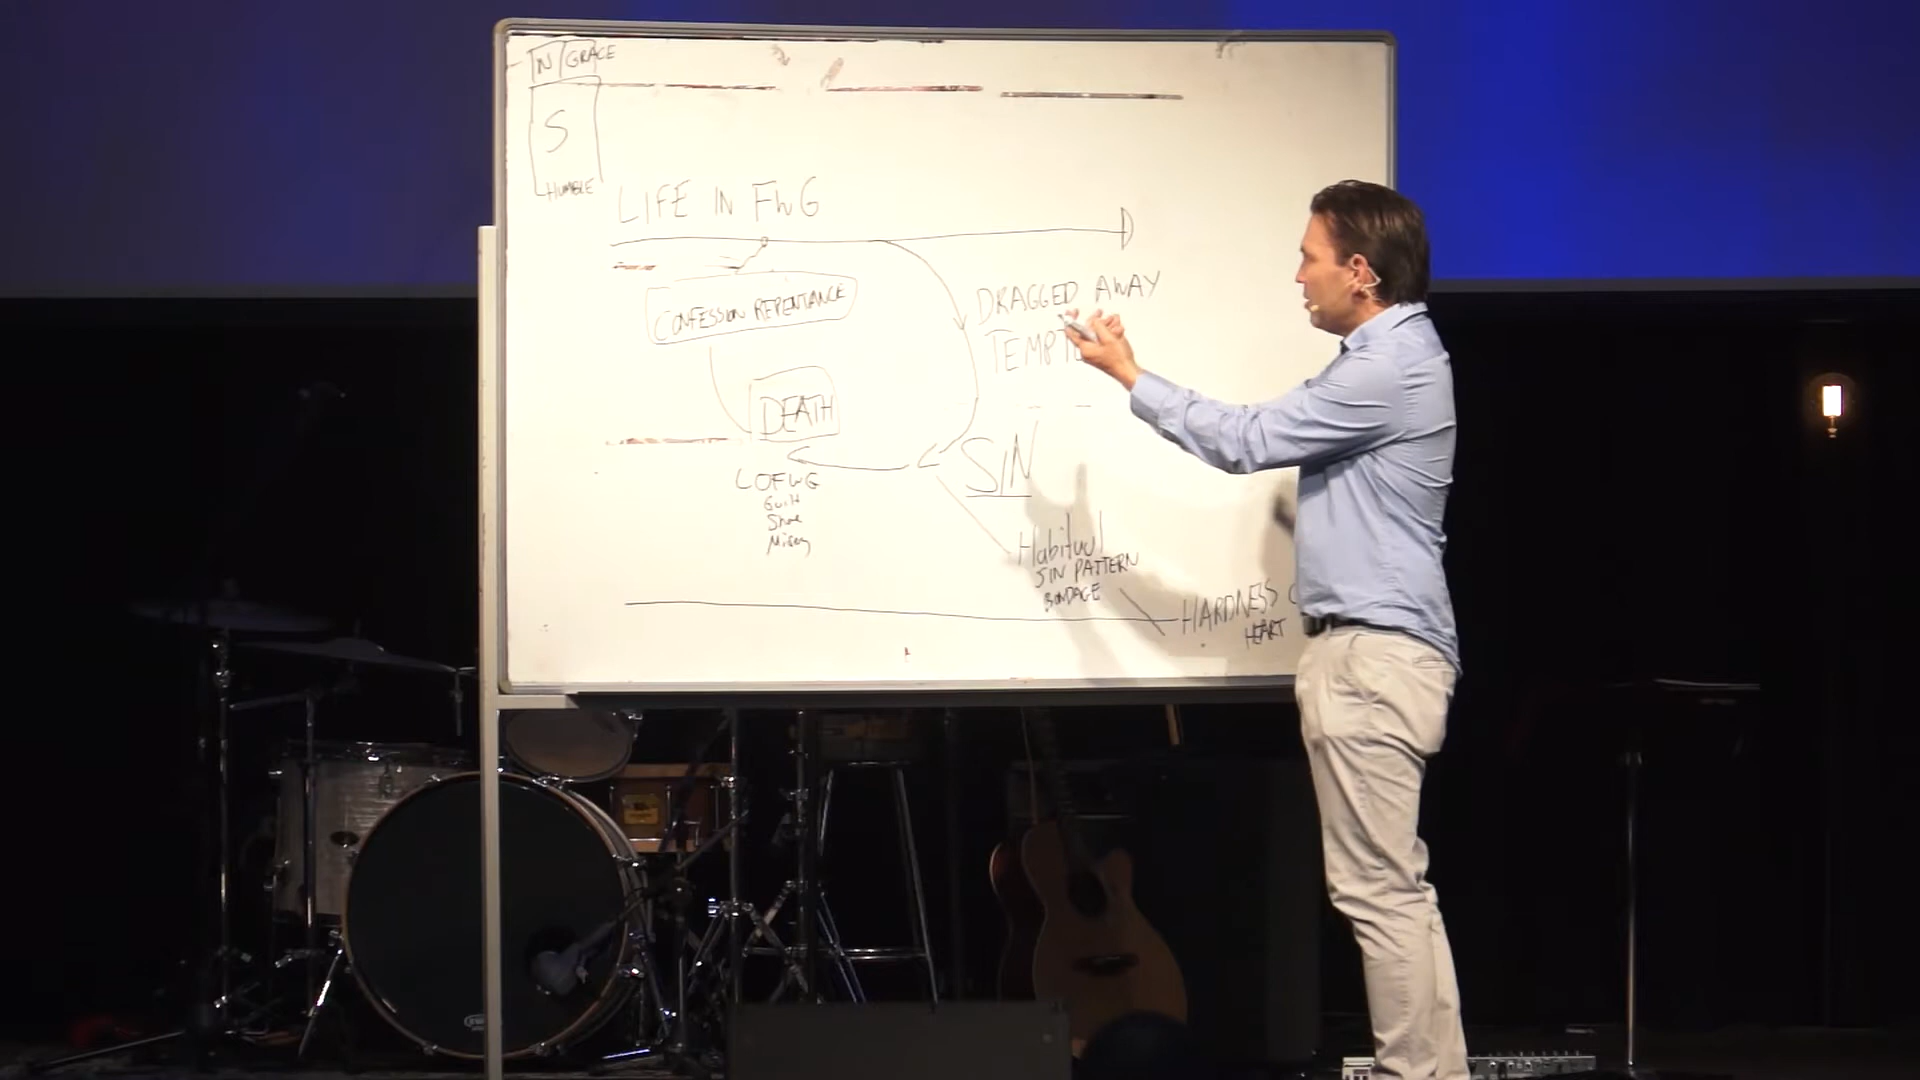 N GRACE
S
HUMBLE
LIFE IN FWG
CONFESSION REPENTANCE
DRAGGED AWAY
DEATH
SIN
LOFWG
Guilt
Misery
Habitual
SIN PATTERN
BONDAGE
HARDNESS
HEART